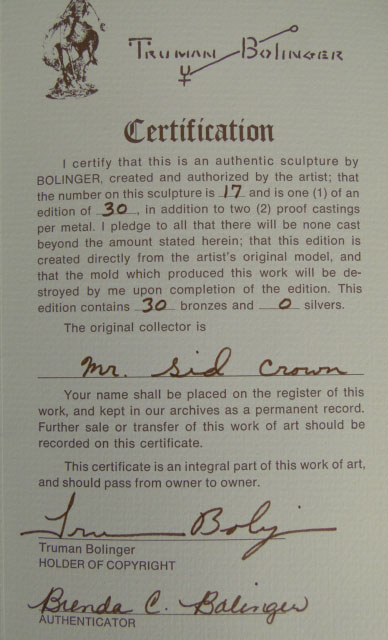 TRUMAN BOLINGER
Certification
I certify that this is an authentic sculpture by
BOLINGER, created and authorized by the artist; that
the number on this sculpture is 17 and is one (1) of an
edition of 30, in addition to two (2) proof castings
per metal. I pledge to all that there will be none cast
beyond the amount stated herein; that this edition is
created directly from the artist's original model, and
that the mold which produced this work will be de-
stroyed by me upon completion of the edition. This
edition contains 30 bronzes and 0 silvers.
The original collector is
Mr. Sid Crown
Your name shall be placed on the register of this
work, and kept in our archives as a permanent record.
Further sale or transfer of this work of art should be
recorded on this certificate.
This certificate is an integral part of this work of art,
and should pass from owner to owner.
Tru Bolij
Truman Bolinger
HOLDER OF COPYRIGHT
Brenda C. Bolinger
AUTHENTICATOR